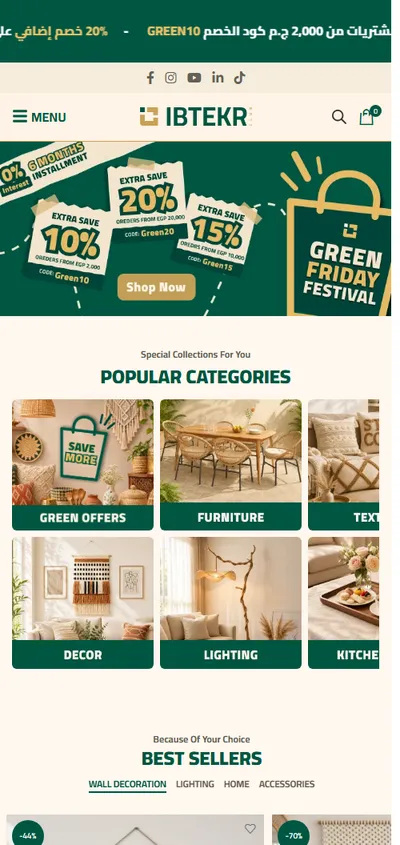 شتريات من 2,000 ج.م كود الخصم GREEN10 - 20% خصم إضافي
MENU
IBTEKR
0
0%
Interest
6 MONTHS
INSTALLMENT
EXTRA SAVE
10%
OREDERS FROM EGP 2,000
CODE: Green10
EXTRA SAVE
20%
OREDERS FROM EGP 20,000
CODE: Green20
EXTRA SAVE
15%
OREDRS FROM EGP 10,000
CODE: Green15
Shop Now
GREEN
FRIDAY
FESTIVAL
Special Collections For You
POPULAR CATEGORIES
SAVE
MORE
GREEN OFFERS
FURNITURE
TEXT
DECOR
LIGHTING
KITCHE
Because Of Your Choice
BEST SELLERS
WALL DECORATION LIGHTING HOME ACCESSORIES
-44%
-70%